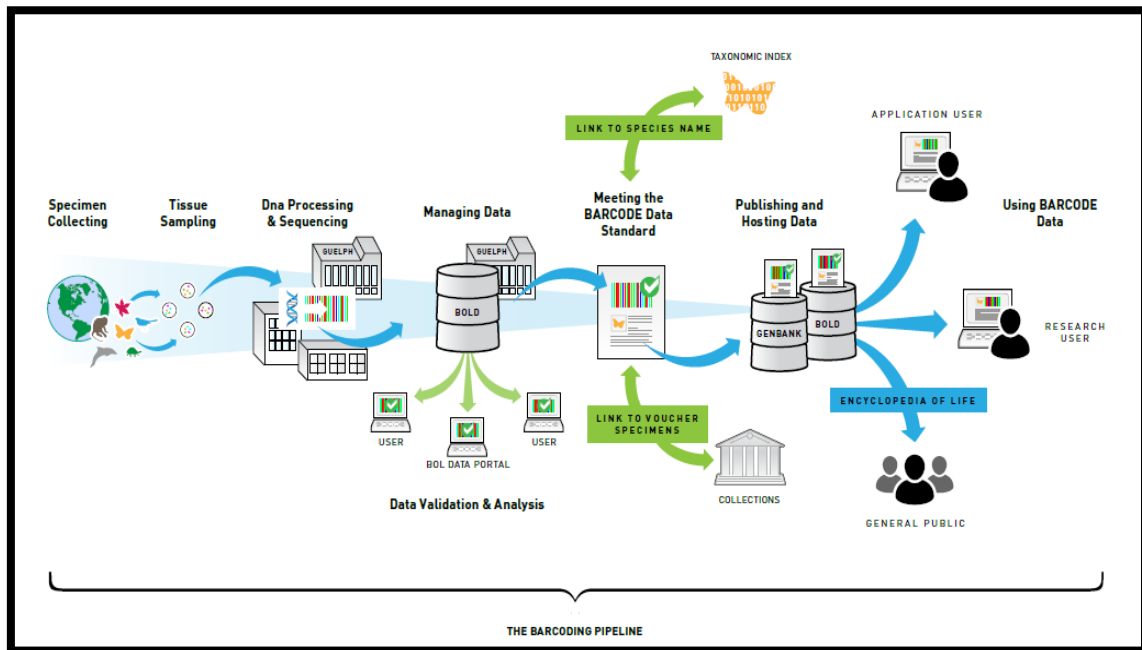 TAXONOMIC INDEX
LINK TO SPECIES NAME
APPLICATION USER
Specimen
Collecting
Tissue
Sampling
Dna Processing
& Sequencing
Managing Data
Meeting the
BARCODE Data
Standard
Publishing and
Hosting Data
Using BARCODE
Data
GUELPH
GUELPH
BOLD
GENBANK
BOLD
RESEARCH
USER
USER
BOL DATA PORTAL
USER
Data Validation & Analysis
LINK TO VOUCHER
SPECIMENS
COLLECTIONS
ENCYCLOPEDIA OF LIFE
GENERAL PUBLIC
THE BARCODING PIPELINE